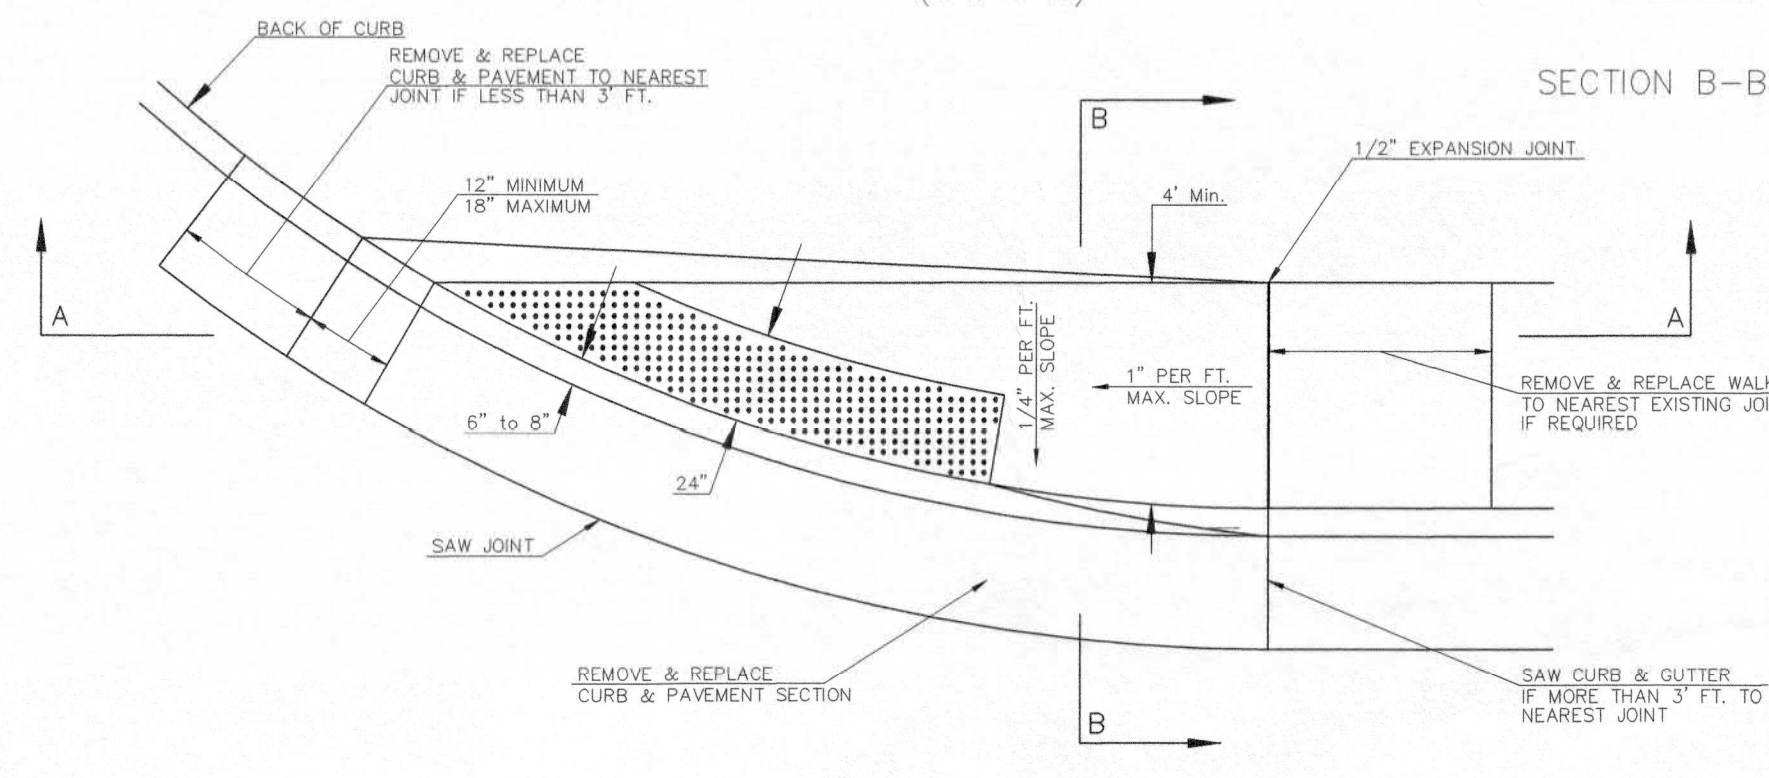 BACK OF CURB
REMOVE & REPLACE
CURB & PAVEMENT TO NEAREST
JOINT IF LESS THAN 3' FT.
SECTION B-B
B
1/2" EXPANSION JOINT
12" MINIMUM
18" MAXIMUM
4' Min.
A
A
1/4" PER FT.
MAX. SLOPE
1" PER FT.
MAX. SLOPE
REMOVE & REPLACE WALK
TO NEAREST EXISTING
IF REQUIRED
6" to 8"
24"
SAW JOINT
REMOVE & REPLACE
CURB & PAVEMENT SECTION
SAW CURB & GUTTER
IF MORE THAN 3' FT. TO
NEAREST JOINT
B